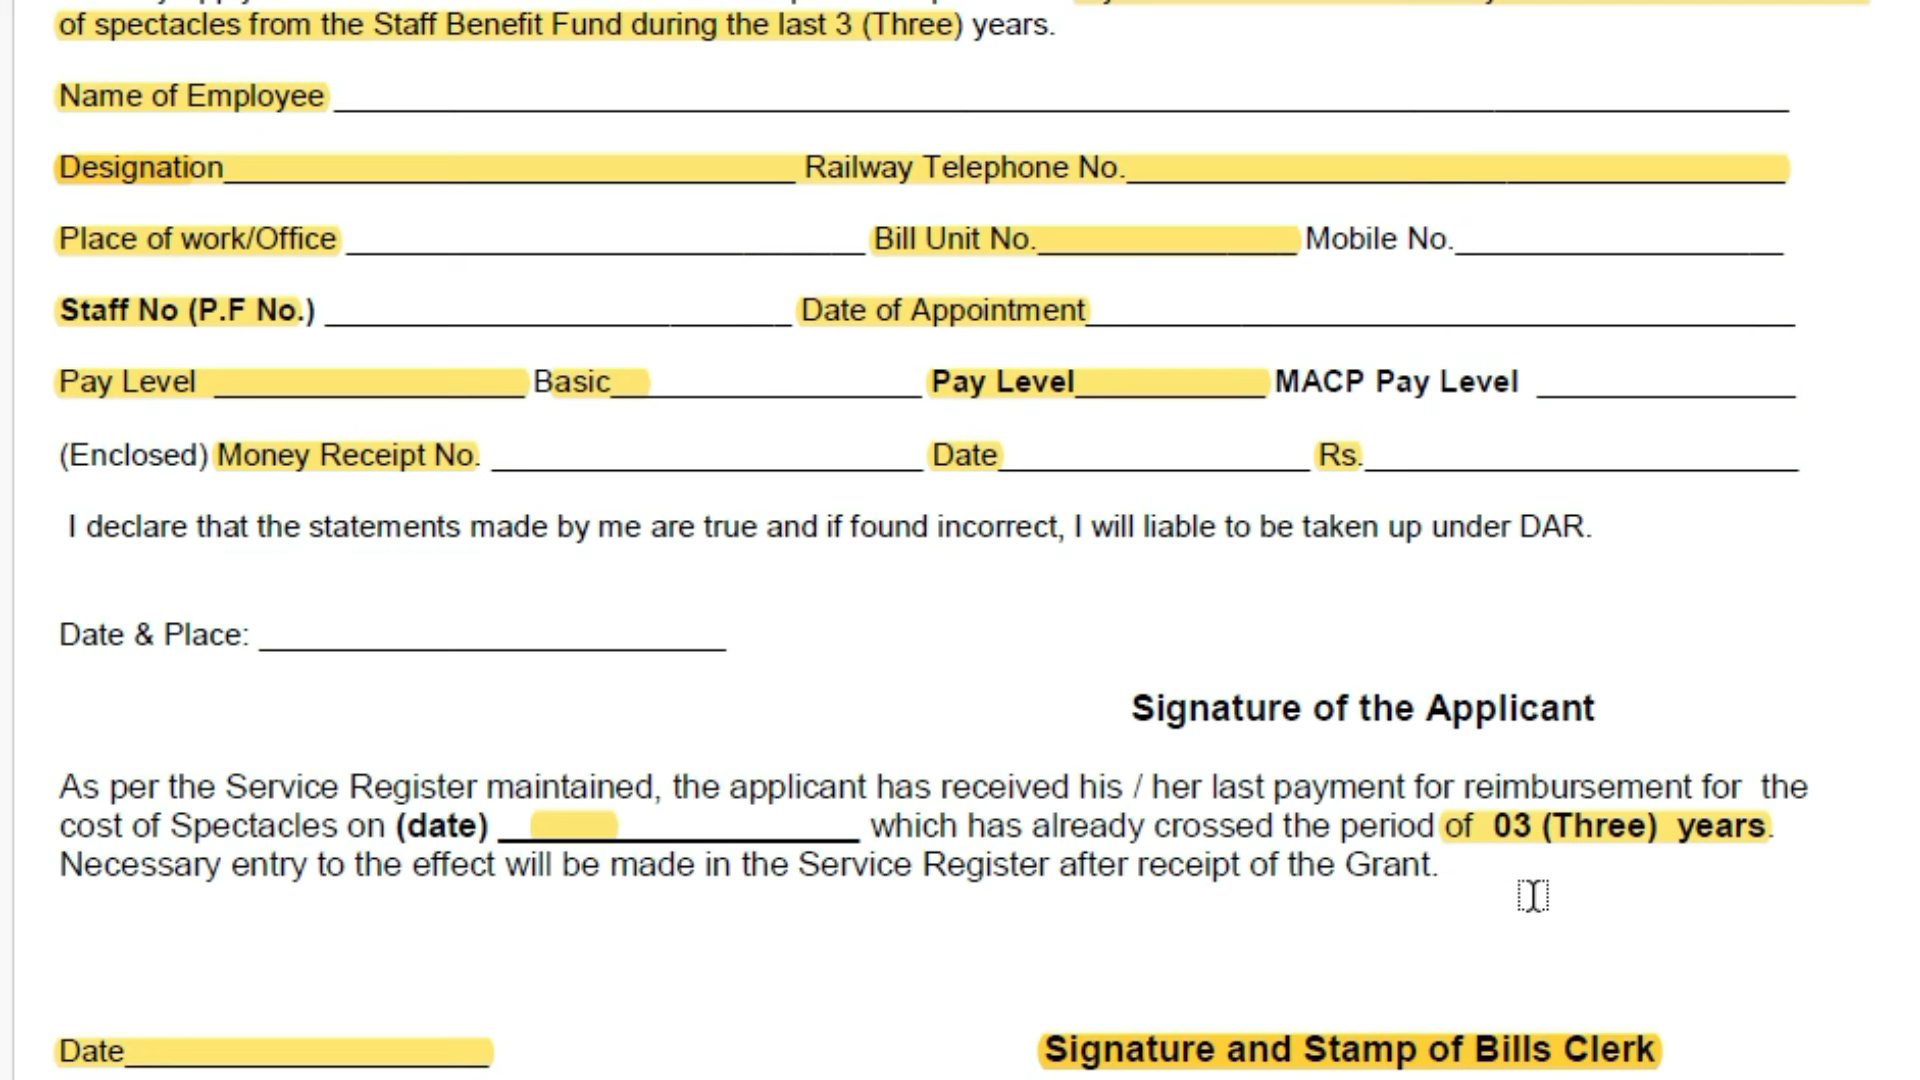 of spectacles from the Staff Benefit Fund during the last 3 (Three) years.
Name of Employee
Designation Railway Telephone No.
Place of work/Office Bill Unit No. Mobile No.
Staff No (P.F No.) Date of Appointment
Pay Level Basic Pay Level MACP Pay Level
(Enclosed) Money Receipt No. Date Rs.
I declare that the statements made by me are true and if found incorrect, I will liable to be taken up under DAR.
Date & Place:
Signature of the Applicant
As per the Service Register maintained, the applicant has received his / her last payment for reimbursement for the
cost of Spectacles on (date) which has already crossed the period of 03 (Three) years.
Necessary entry to the effect will be made in the Service Register after receipt of the Grant.
Date
Signature and Stamp of Bills Clerk